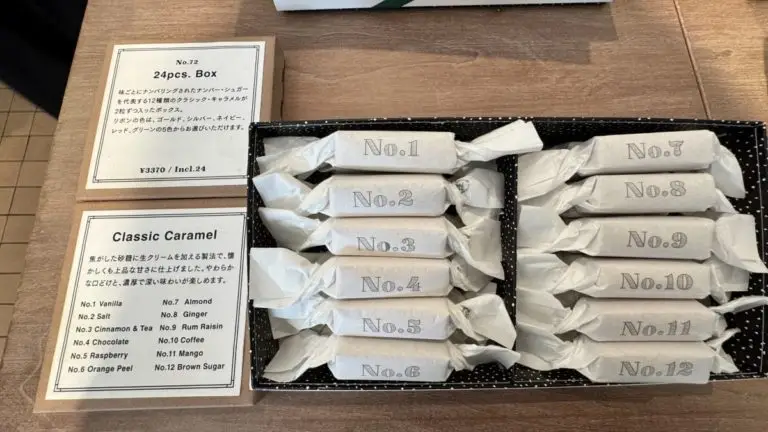 No.72
24pcs. Box
味ごとにナンバリングされたナンバー・シュガー
を代表する12種類のクラシック・キャラメルが
2粒ずつ入ったボックス。
リボンの色は、ゴールド、シルバー、ネイビー、
レッド、グリーンの5色からお選びいただけます。
¥3370 / Incl.24
Classic Caramel
焦がした砂糖に生クリームを加える製法で、懐
かしくも上品な甘さに仕上げました。やわらか
な口どけと、濃厚で深い味わいが楽しめます。
No.1 Vanilla
No.2 Salt
No.3 Cinnamon & Tea
No.4 Chocolate
No.5 Raspberry
No.6 Orange Peel
No.7 Almond
No.8 Ginger
No.9 Rum Raisin
No.10 Coffee
No.11 Mango
No.12 Brown Sugar
No.1
No.2
No.3
No.4
No.5
No.6
No.7
No.8
No.9
No.10
No.11
No.12